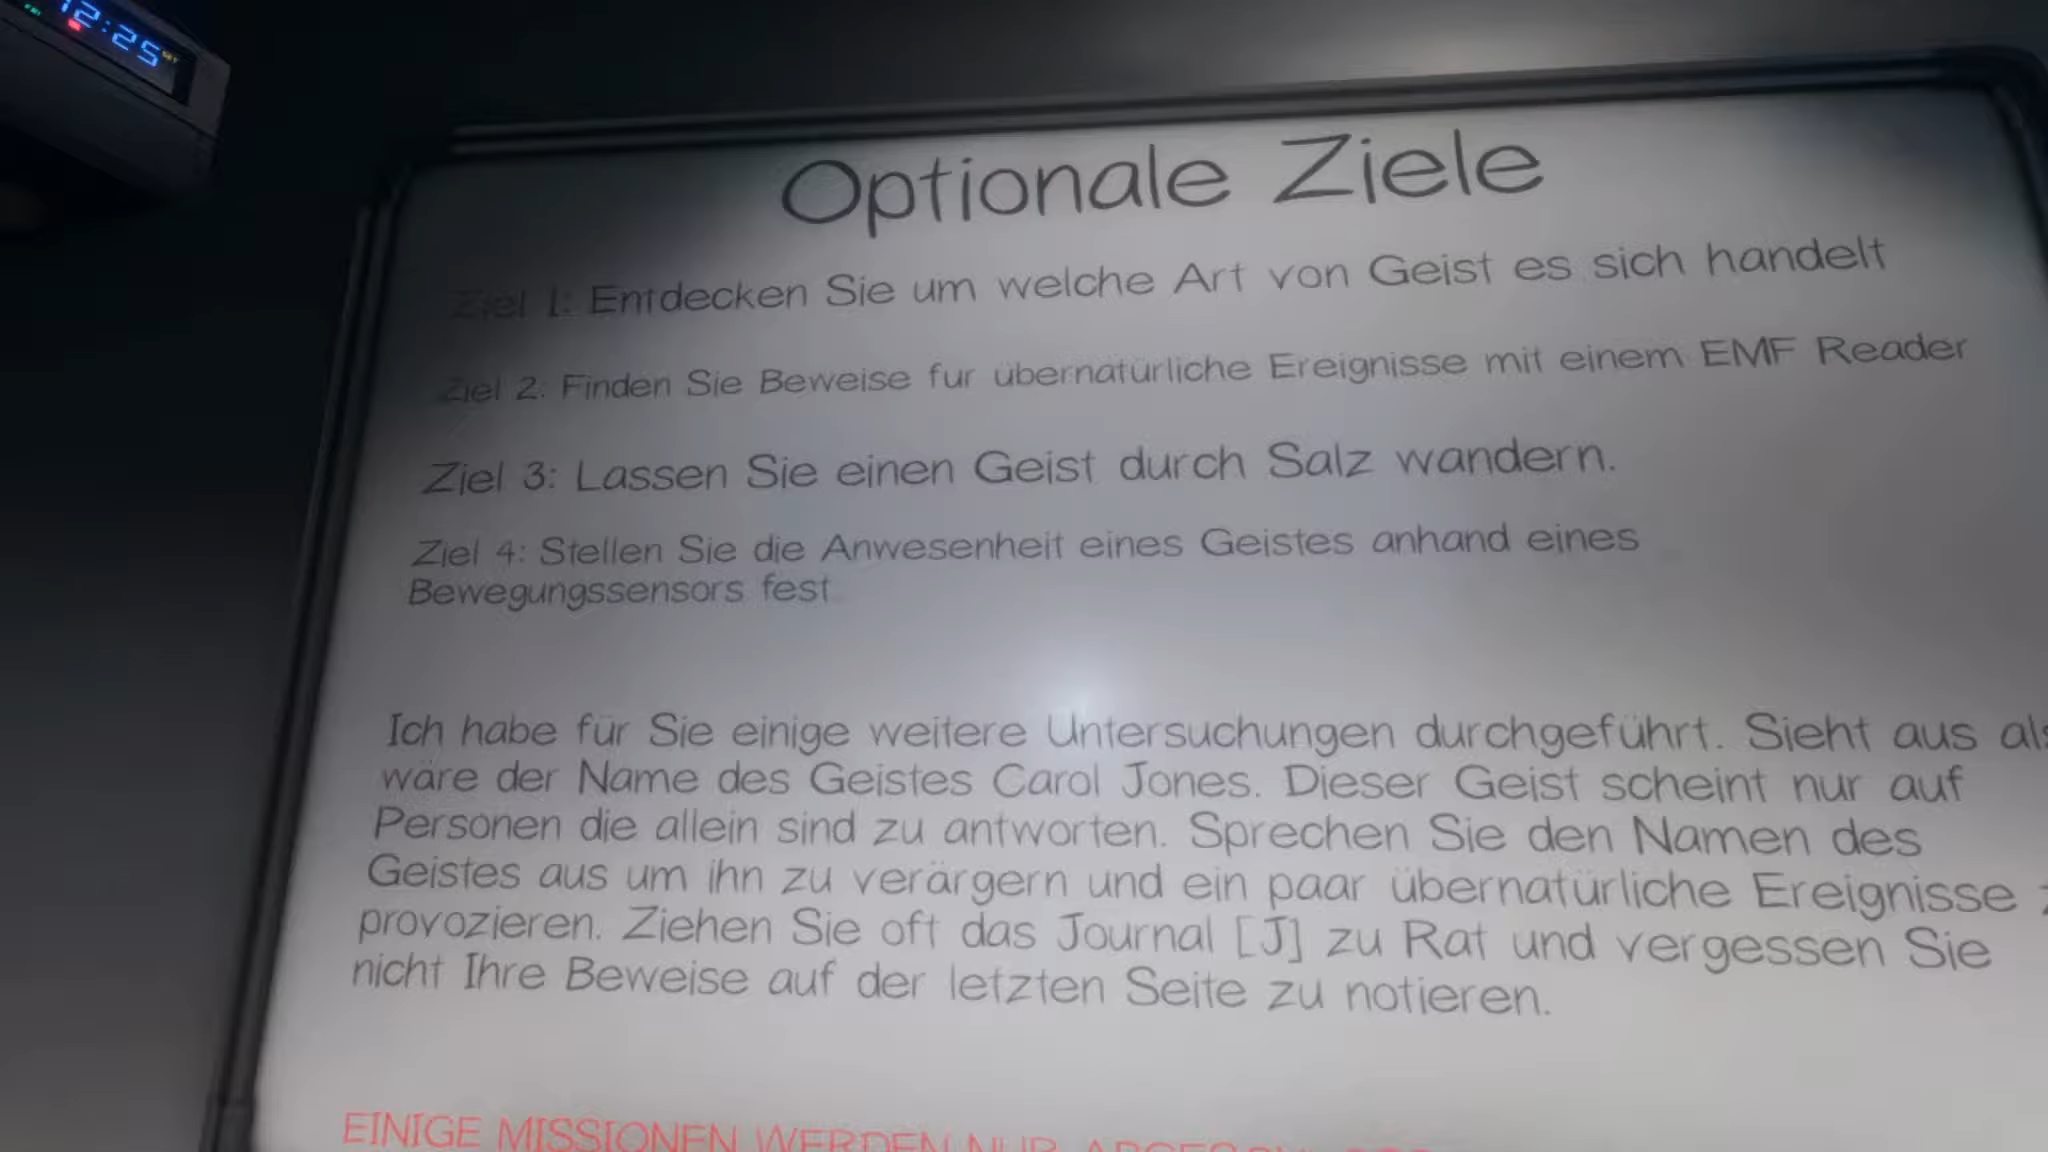 FRI 12:25 SET
Optionale Ziele
Ziel 1: Entdecken Sie um welche Art von Geist es sich handelt
Ziel 2: Finden Sie Beweise fur übernatürliche Ereignisse mit einem EMF Reader
Ziel 3: Lassen Sie einen Geist durch Salz wandern.
Ziel 4: Stellen Sie die Anwesenheit eines Geistes anhand eines
Bewegungssensors fest
Ich habe für Sie einige weitere Untersuchungen durchgeführt. Sieht aus als
wäre der Name des Geistes Carol Jones. Dieser Geist scheint nur auf
Personen die allein sind zu antworten. Sprechen Sie den Namen des
Geistes aus um ihn zu verärgern und ein paar übernatürliche Ereignisse
provozieren. Ziehen Sie oft das Journal [J] zu Rat und vergessen Sie
nicht Ihre Beweise auf der letzten Seite zu notieren.
EINIGE MISSIONEN WERDEN NUR